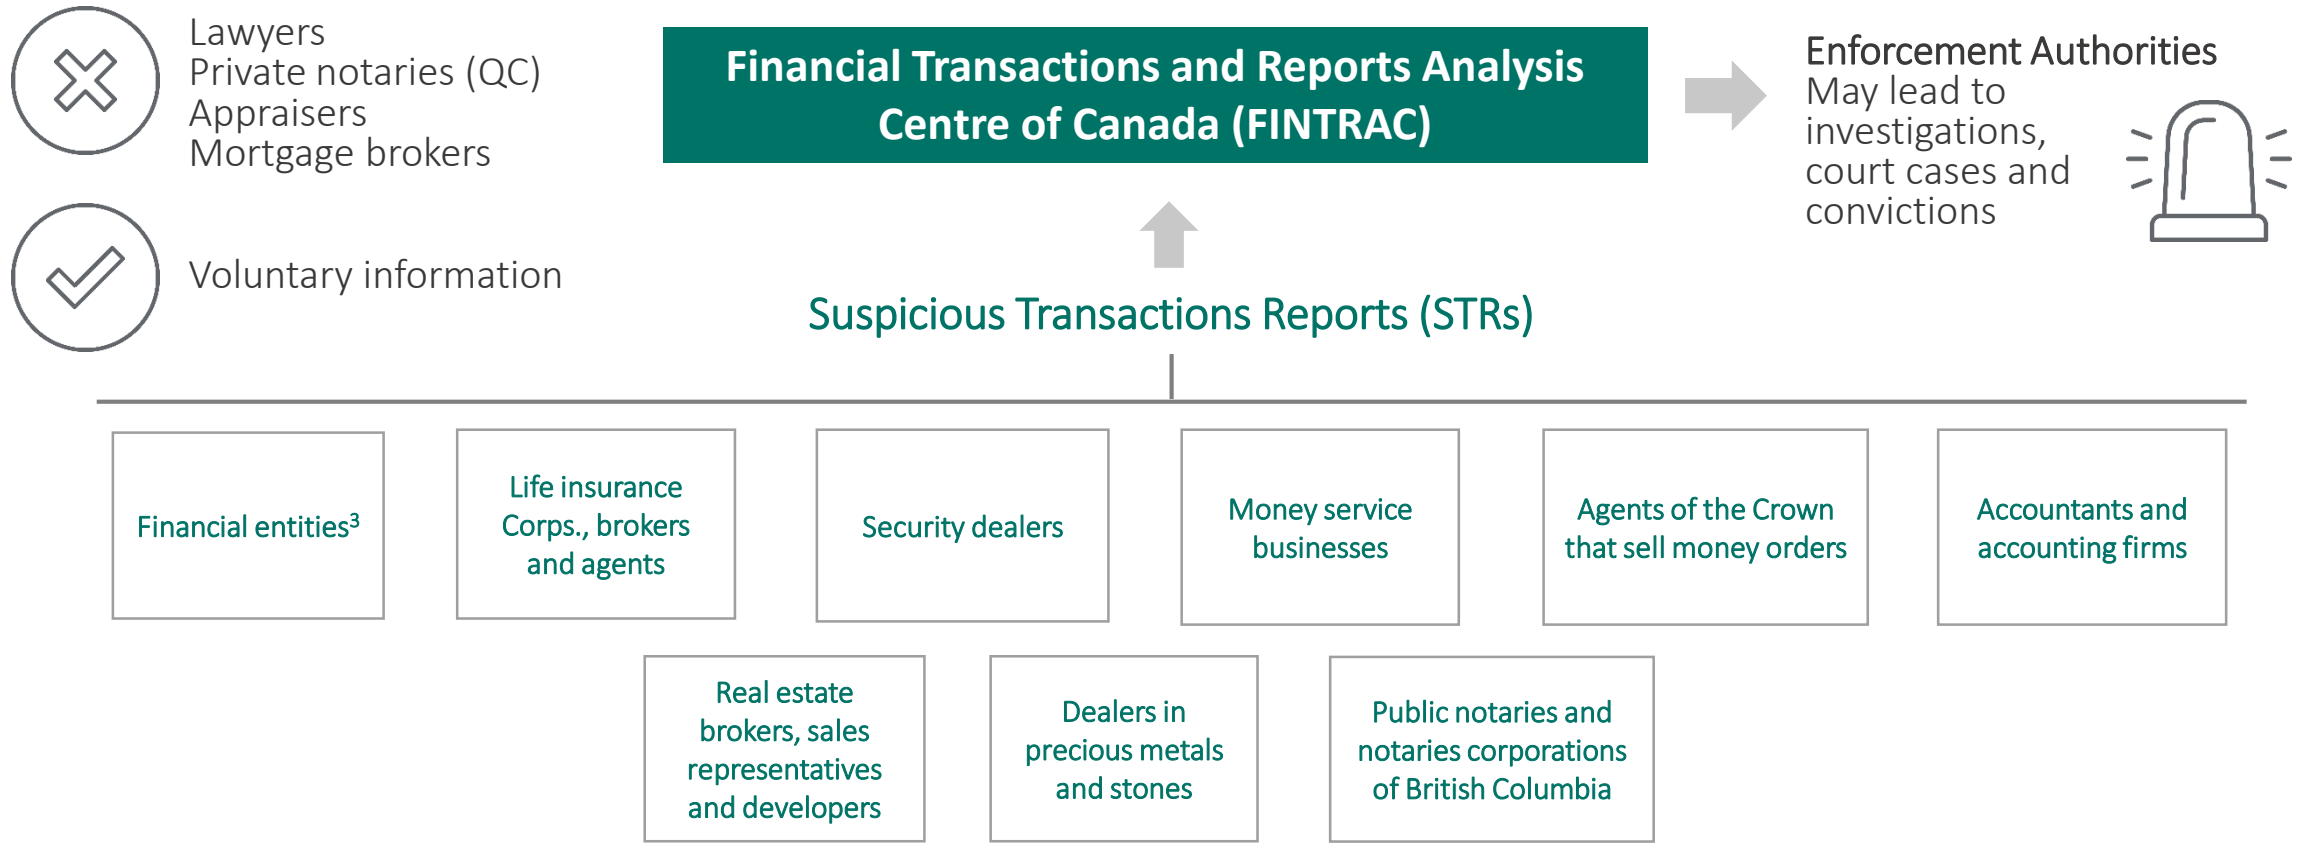 Lawyers
Private notaries (QC)
Appraisers
Mortgage brokers
Voluntary information
Financial Transactions and Reports Analysis
Centre of Canada (FINTRAC)
Enforcement Authorities
May lead to
investigations,
court cases and
convictions
Suspicious Transactions Reports (STRs)
Financial entities³
Life insurance
Corps., brokers
and agents
Security dealers
Money service
businesses
Agents of the Crown
that sell money orders
Accountants and
accounting firms
Real estate
brokers, sales
representatives
and developers
Dealers in
precious metals
and stones
Public notaries and
notaries corporations
of British Columbia